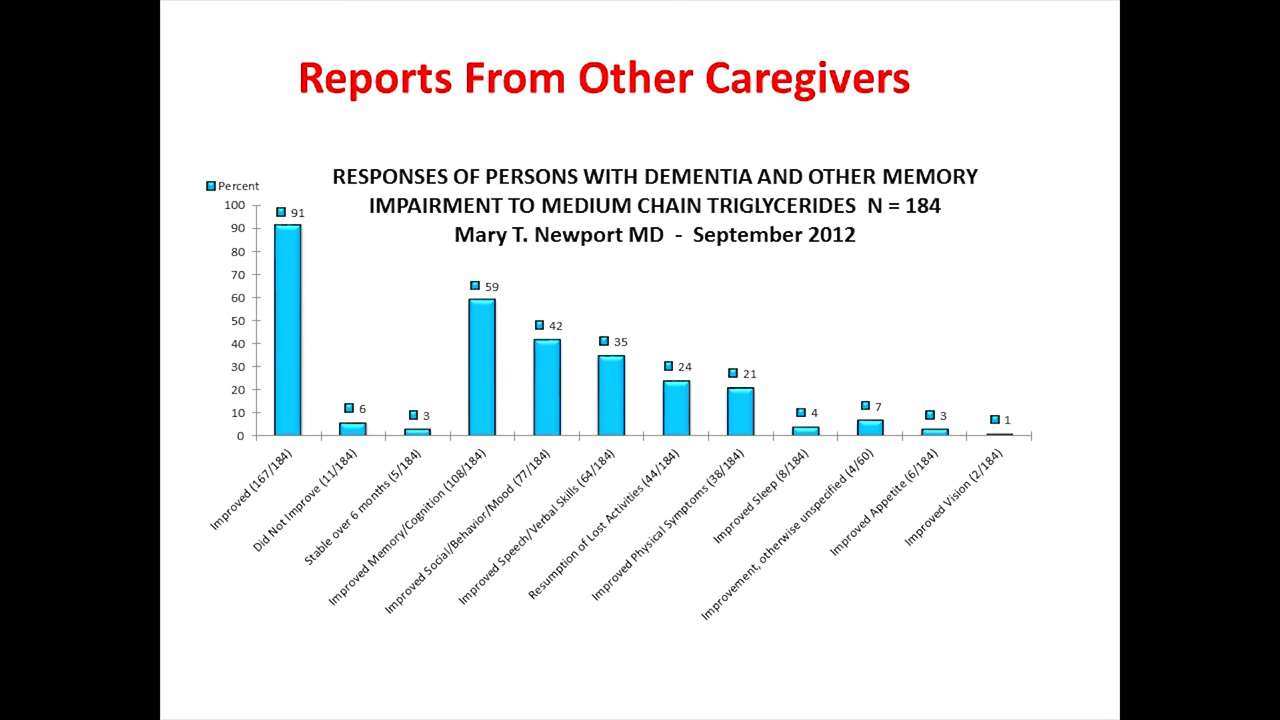 Reports From Other Caregivers
RESPONSES OF PERSONS WITH DEMENTIA AND OTHER MEMORY
IMPAIRMENT TO MEDIUM CHAIN TRIGLYCERIDES N = 184
Mary T. Newport MD - September 2012
Percent
100
90
80
70
60
50
40
30
20
10
0
91
6
3
59
42
35
24
21
4
7
3
1
Improved (167/184)
Did Not Improve (11/184)
Stable over 6 months (5/184)
Improved Memory/Cognition (108/184)
Improved Social/Behavior/Mood (77/184)
Improved Speech/Verbal Skills (64/184)
Resumption of Lost Activities (44/184)
Improved Physical Symptoms (38/184)
Improved Sleep (8/184)
Improvement, otherwise unspecified (4/60)
Improved Appetite (6/184)
Improved Vision (2/184)